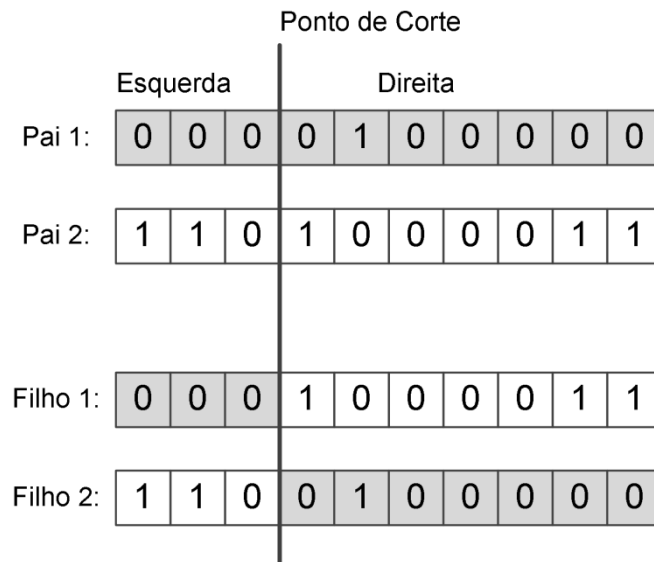 Ponto de Corte
Esquerda Direita
Pai 1: 0 0 0 0 1 0 0 0 0 0
Pai 2: 1 1 0 1 0 0 0 0 1 1
Filho 1: 0 0 0 1 0 0 0 0 1 1
Filho 2: 1 1 0 0 1 0 0 0 0 0